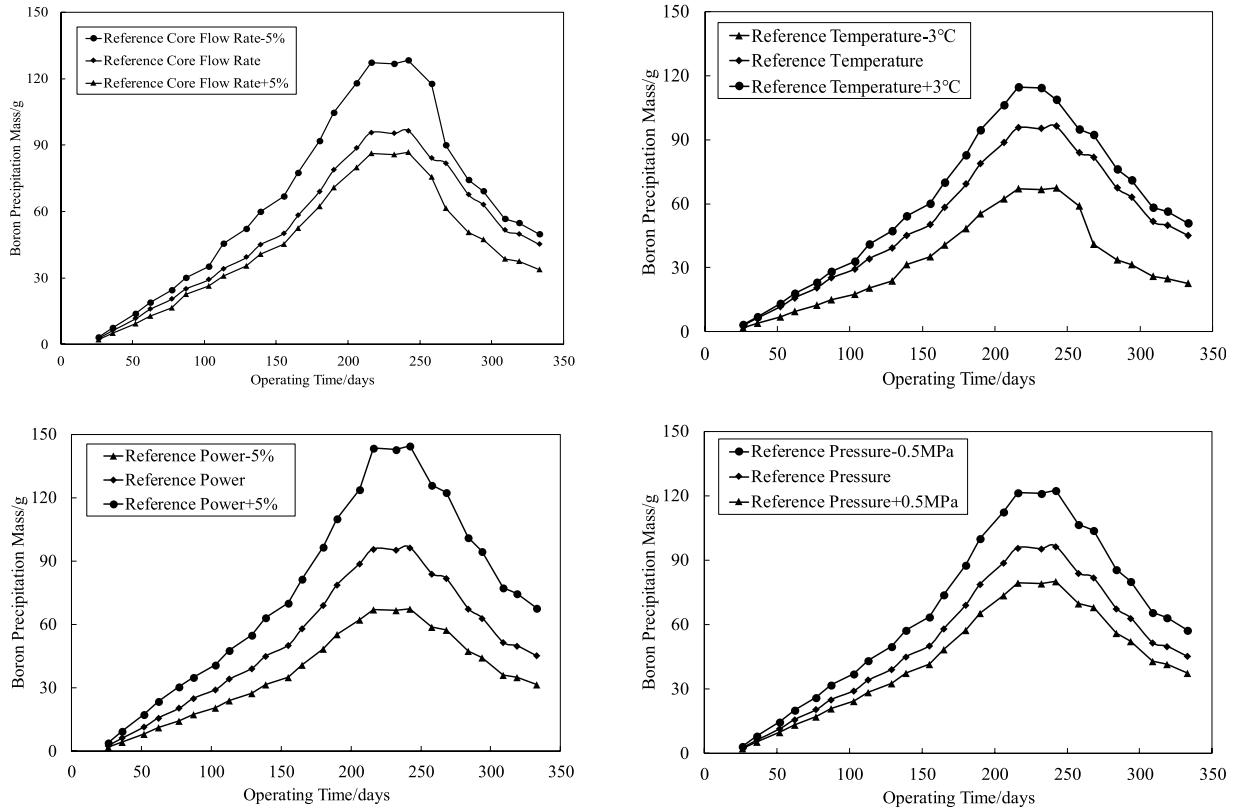 150
120
90
60
30
0
Boron Precipitation Mass/g
Reference Core Flow Rate-5%
Reference Core Flow Rate
Reference Core Flow Rate+5%
0 50 100 150 200 250 300 350
Operating Time/days
150
120
90
60
30
0
Boron Precipitation Mass/g
Reference Temperature-3℃
Reference Temperature
Reference Temperature+3℃
0 50 100 150 200 250 300 350
Operating Time/days
150
120
90
60
30
0
Boron Precipitation Mass/g
Reference Power-5%
Reference Power
Reference Power+5%
0 50 100 150 200 250 300 350
Operating Time/days
150
120
90
60
30
0
Boron Precipitation Mass/g
Reference Pressure-0.5MPa
Reference Pressure
Reference Pressure+0.5MPa
0 50 100 150 200 250 300 350
Operating Time/days